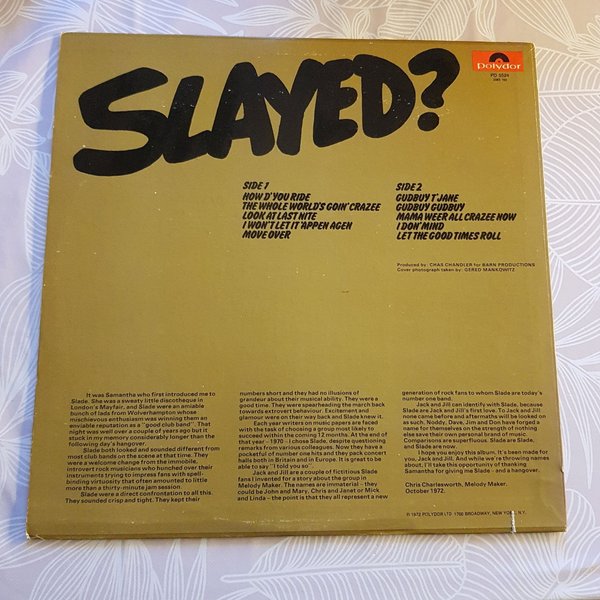 SLAYED?
Polydor
PD 5524
SIDE 1
HOW D'YOU RIDE
THE WHOLE WORLD'S GOIN' CRAZEE
LOOK AT LAST NITE
I WON'T LET IT 'APPEN AGEN
MOVE OVER
SIDE 2
GUDBUY T'JANE
GUDBUY GUDBUY
MAMA WEER ALL CRAZEE NOW
I DON' MIND
LET THE GOOD TIMES ROLL
Produced by: CHAS CHANDLER for BARN PRODUCTIONS
Cover photograph taken by: GERED MANKOWITZ
It was Samantha who first introduced me to
Slade. She was a sweaty little discotheque in
London's Mayfair, and Slade were an amiable
bunch of lads from Wolverhampton whose
mischievous enthusiasm was winning them an
enviable reputation as a "good club band". That
night was well over a couple of years ago but it
stuck in my memory considerably longer than the
following day's hangover.
Slade both looked and sounded different from
most club bands on the scene at that time. They
were a welcome change from the immobile,
introvert rock musicians who hunched over their
instruments trying to impress fans with spell-
binding virtuosity that often amounted to little
more than a thirty-minute jam session.
Slade were a direct confrontation to all this.
They sounded crisp and tight. They kept their
numbers short and they had no illusions of
grandeur about their musical ability. They were a
good time. They were spearheading the march back
towards extrovert behaviour. Excitement and
glamour were on their way back and Slade knew it.
Each year writers on music papers are faced
with the task of choosing a group most likely to
succeed within the coming 12 months. At the end of
that year – 1970 – I chose Slade, despite questioning
remarks from various colleagues. Now they have a
pocketful of number one hits and they pack concert
halls both in Britain and in Europe. It is great to be
able to say "I told you so".
Jack and Jill are a couple of fictitious Slade
fans I invented for a story about the group in
Melody Maker. The names are immaterial – they
could be John and Mary, Chris and Janet or Mick
and Linda – the point is that they all represent a new
generation of rock fans to whom Slade are today's
number one band.
Jack and Jill can identify with Slade, because
Slade are Jack and Jill's first love. To Jack and Jill
none came before and aftermaths will be looked on
as such. Noddy, Dave, Jim and Don have forged a
name for themselves on the strength of nothing
else save their own personal brand of music.
Comparisons are superfluous. Slade are Slade,
and Slade are now.
I hope you enjoy this album. It's been made for
you, Jack and Jill. And while we're throwing names
about, I'll take this opportunity of thanking
Samantha for giving me Slade – and a hangover.
Chris Charlesworth, Melody Maker.
October 1972.
℗ 1972 POLYDOR LTD. 1700 BROADWAY, NEW YORK, N.Y.